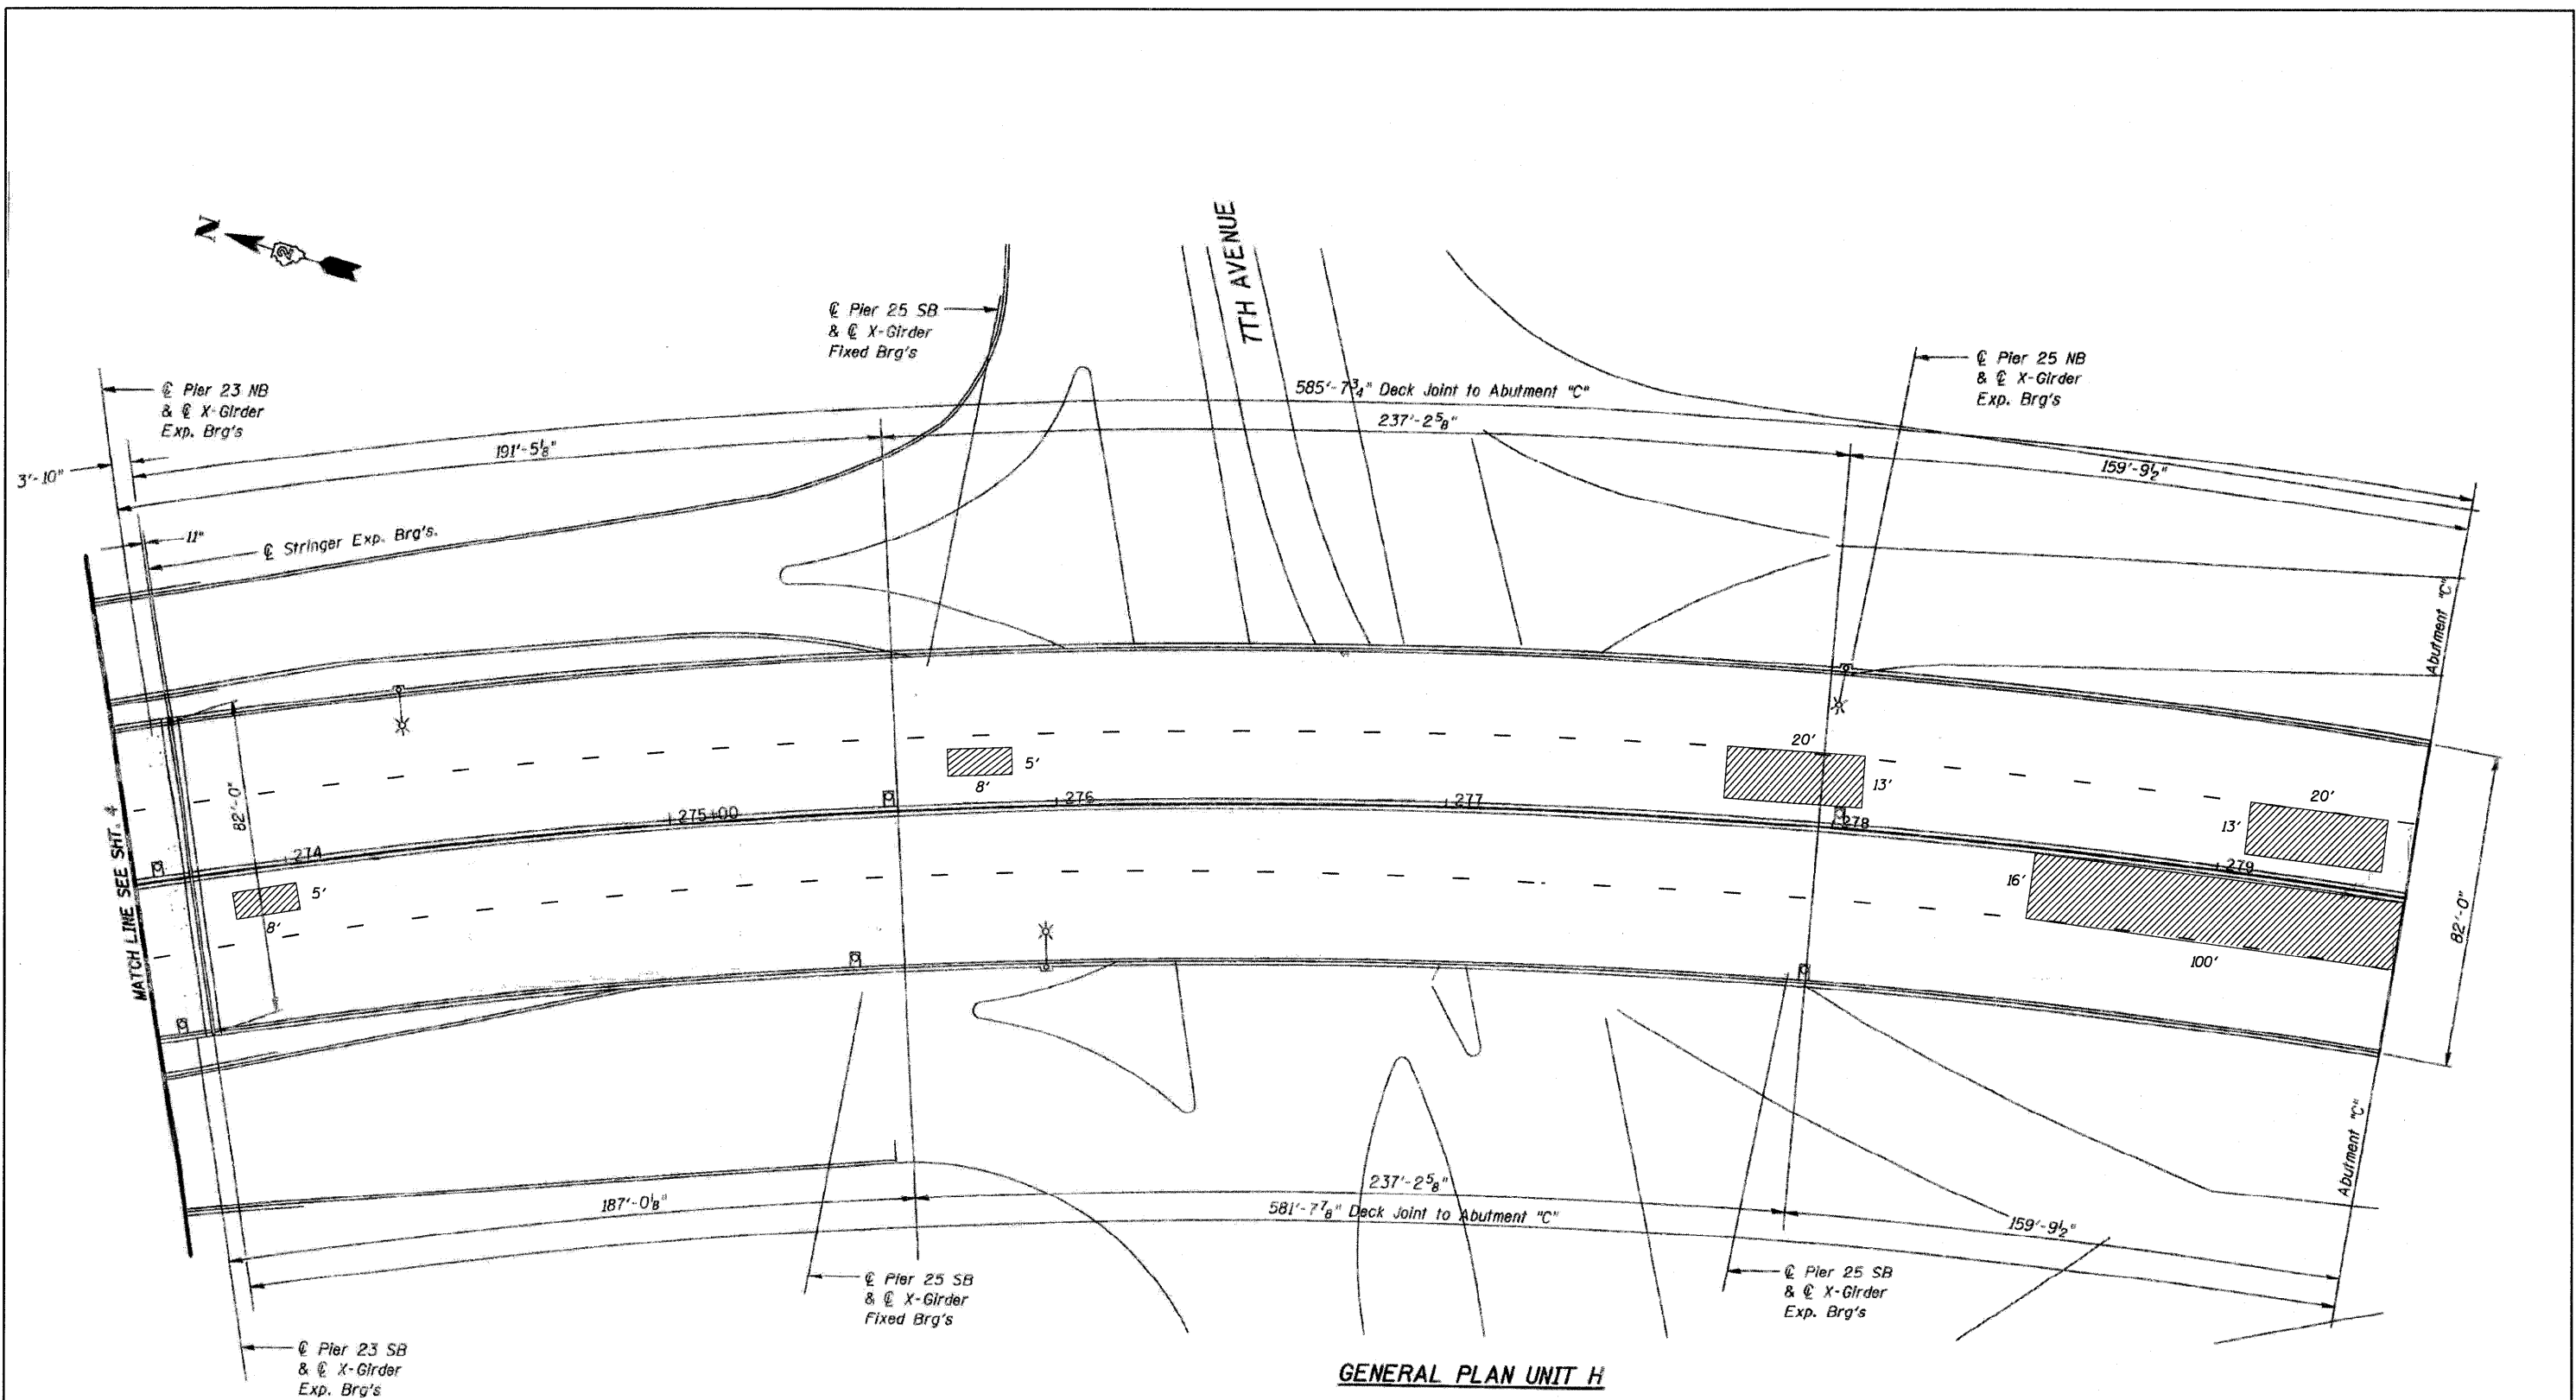 N
2
7TH AVENUE
℄ Pier 25 SB
& ℄ X-Girder
Fixed Brg's
℄ Pier 23 NB
& ℄ X-Girder
Exp. Brg's
℄ Pier 25 NB
& ℄ X-Girder
Exp. Brg's
585'-7¾" Deck Joint to Abutment "C"
237'-2⅝"
191'-5⅛"
159'-9½"
3'-10"
11"
℄ Stringer Exp. Brg's.
Abutment "C"
82'-0"
MATCH LINE SEE SHT. 4
274
275+00
276
277
278
279
5'
8'
5'
8'
20'
13'
20'
13'
16'
100'
82'-0"
Abutment "C"
187'-0⅛"
237'-2⅝"
581'-7⅞" Deck Joint to Abutment "C"
159'-9½"
℄ Pier 25 SB
& ℄ X-Girder
Fixed Brg's
℄ Pier 25 SB
& ℄ X-Girder
Exp. Brg's
℄ Pier 23 SB
& ℄ X-Girder
Exp. Brg's
GENERAL PLAN UNIT H